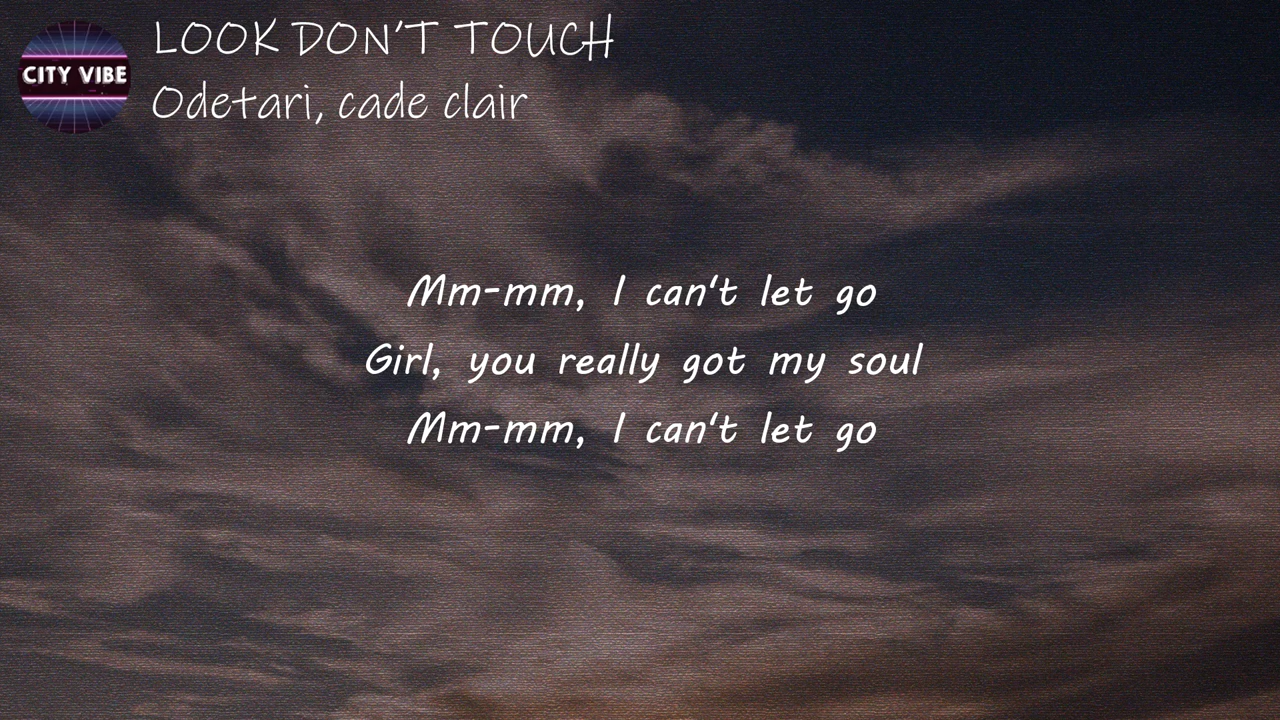 LOOK DON'T TOUCH
CITY VIBE
Odetari, cade clair
Mm-mm, I can't let go
Girl, you really got my soul
Mm-mm, I can't let go